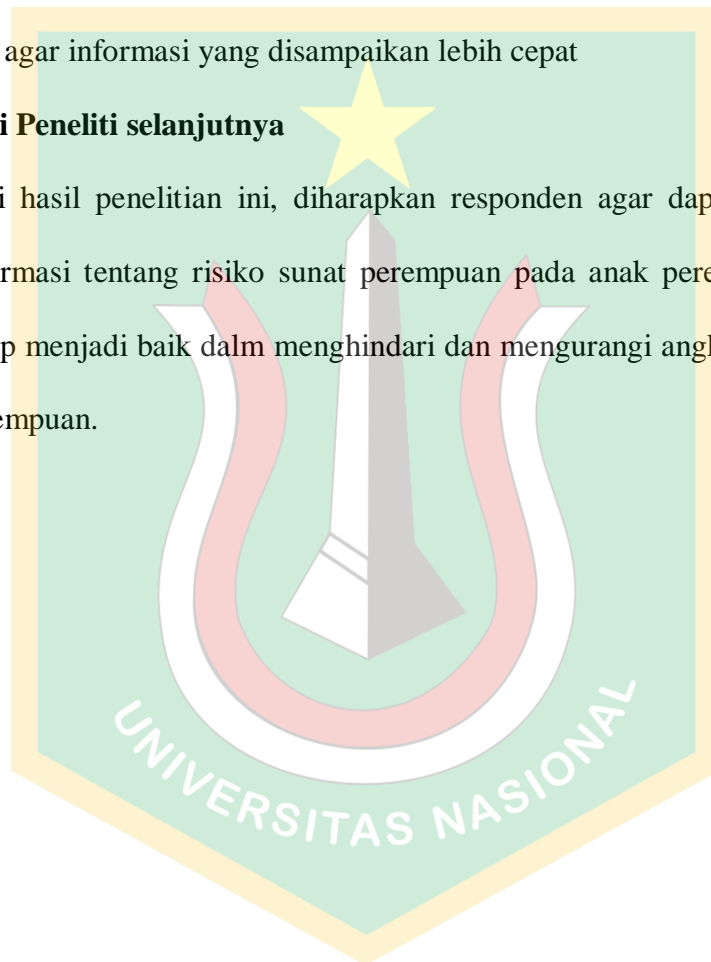 agar informasi yang disampaikan lebih cepat
i Peneliti selanjutnya
i hasil penelitian ini, diharapkan responden agar dap
rmasi tentang risiko sunat perempuan pada anak pere
p menjadi baik dalm menghindari dan mengurangi ang
empuan.
UNIVERSITAS NASIONAL